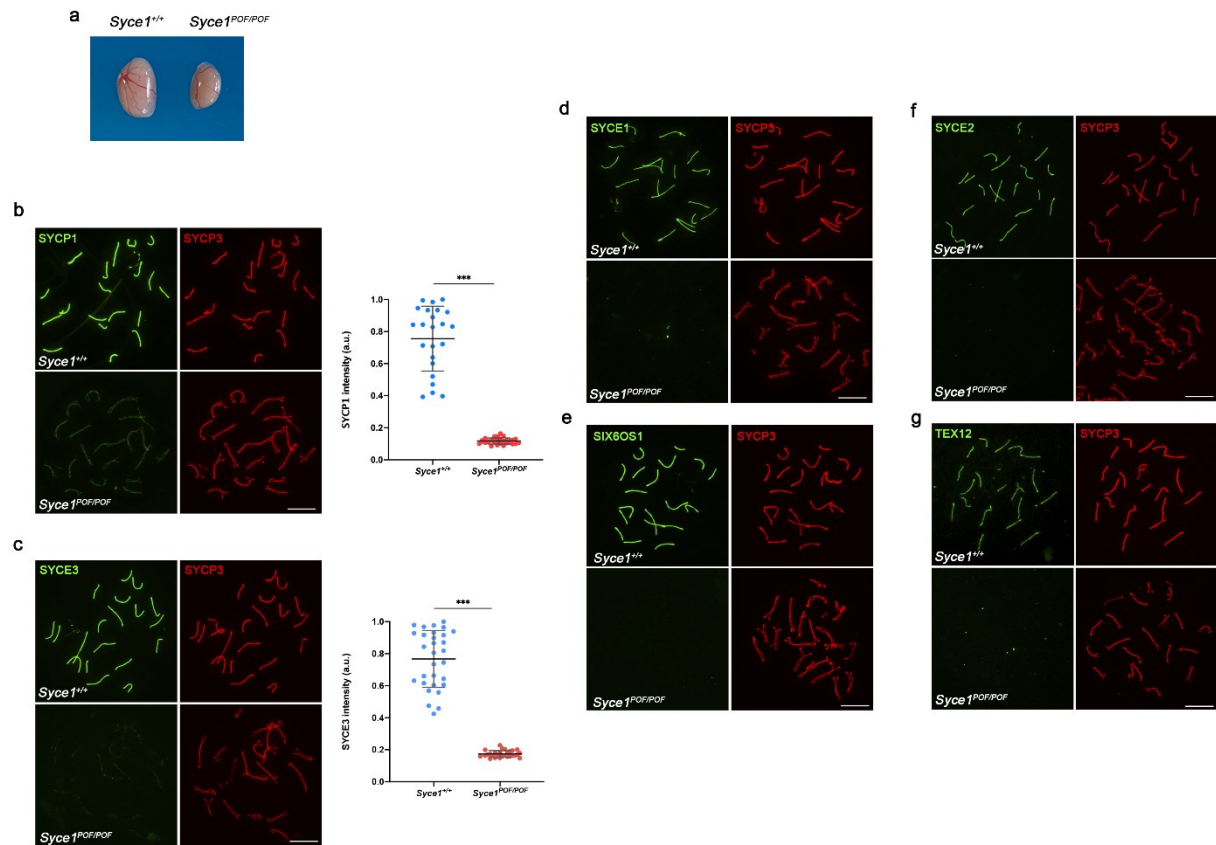 a
Syce1+/+ Syce1POF/POF
b
SYCP1 SYCP3
Syce1+/+
Syce1POF/POF
***
1.0
0.8
0.6
0.4
0.2
0.0
SYCP1 intensity (a.u.)
Syce1+/+ Syce1POF/POF
c
SYCE3 SYCP3
Syce1+/+
Syce1POF/POF
***
1.0
0.8
0.6
0.4
0.2
0.0
SYCE3 intensity (a.u.)
Syce1+/+ Syce1POF/POF
d
SYCE1 SYCP3
Syce1+/+
Syce1POF/POF
e
SIX6OS1 SYCP3
Syce1+/+
Syce1POF/POF
f
SYCE2 SYCP3
Syce1+/+
Syce1POF/POF
g
TEX12 SYCP3
Syce1+/+
Syce1POF/POF